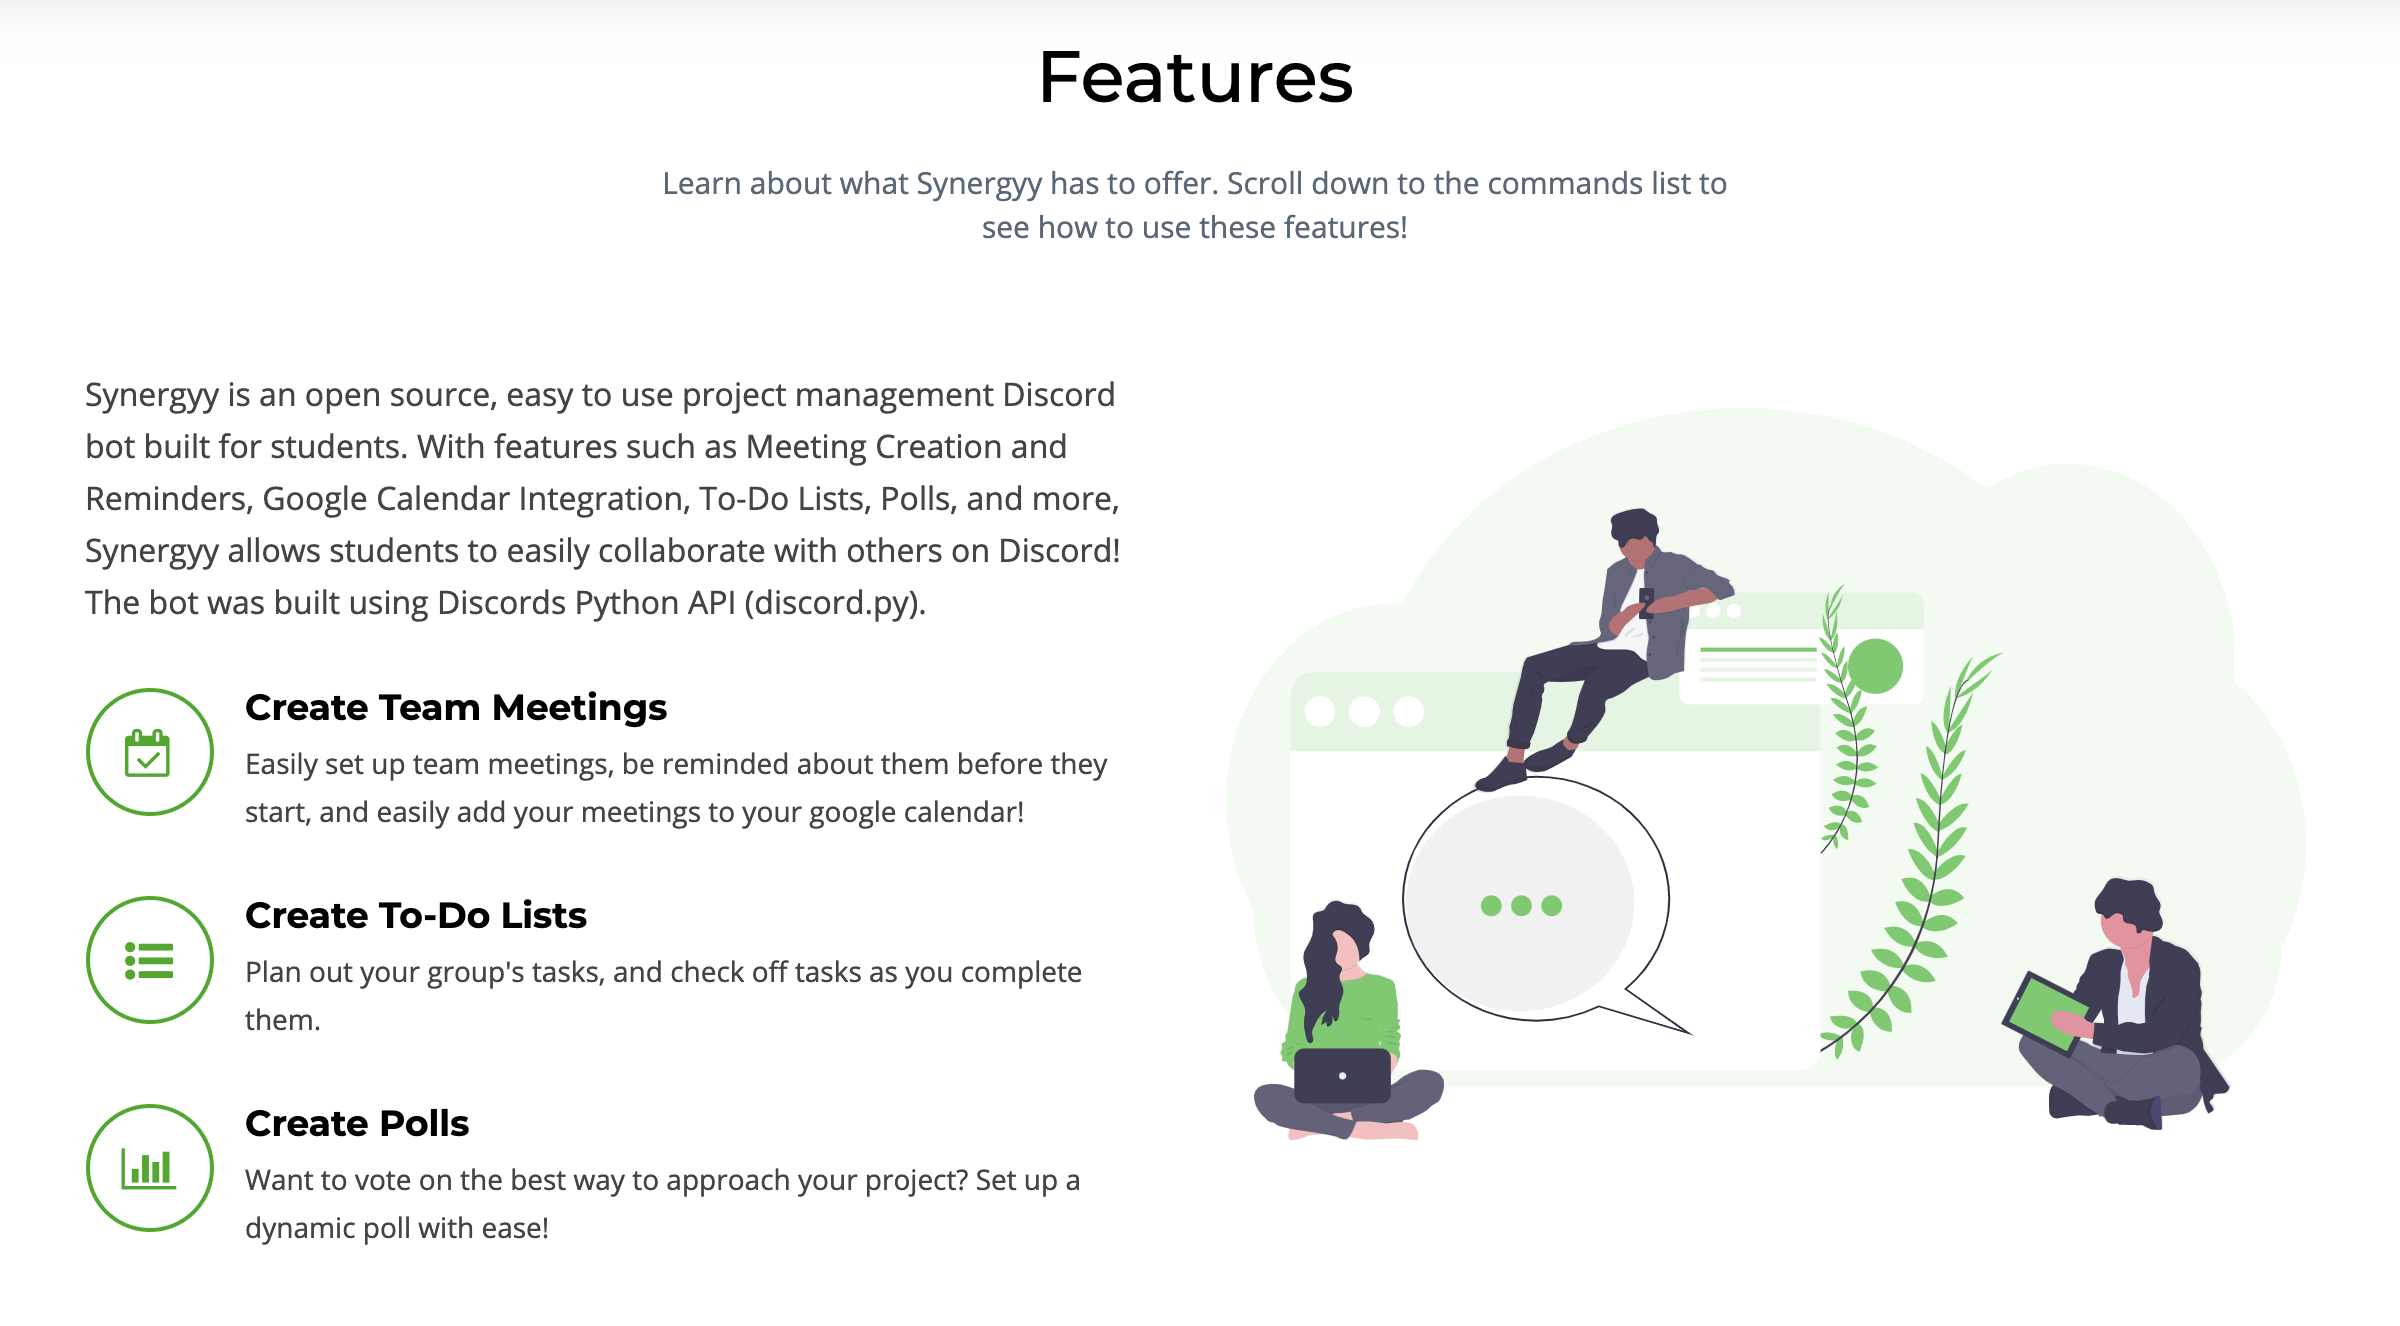 Features
Learn about what Synergyy has to offer. Scroll down to the commands list to
see how to use these features!
Synergyy is an open source, easy to use project management Discord
bot built for students. With features such as Meeting Creation and
Reminders, Google Calendar Integration, To-Do Lists, Polls, and more,
Synergyy allows students to easily collaborate with others on Discord!
The bot was built using Discords Python API (discord.py).
Create Team Meetings
Easily set up team meetings, be reminded about them before they
start, and easily add your meetings to your google calendar!
Create To-Do Lists
Plan out your group's tasks, and check off tasks as you complete
them.
Create Polls
Want to vote on the best way to approach your project? Set up a
dynamic poll with ease!